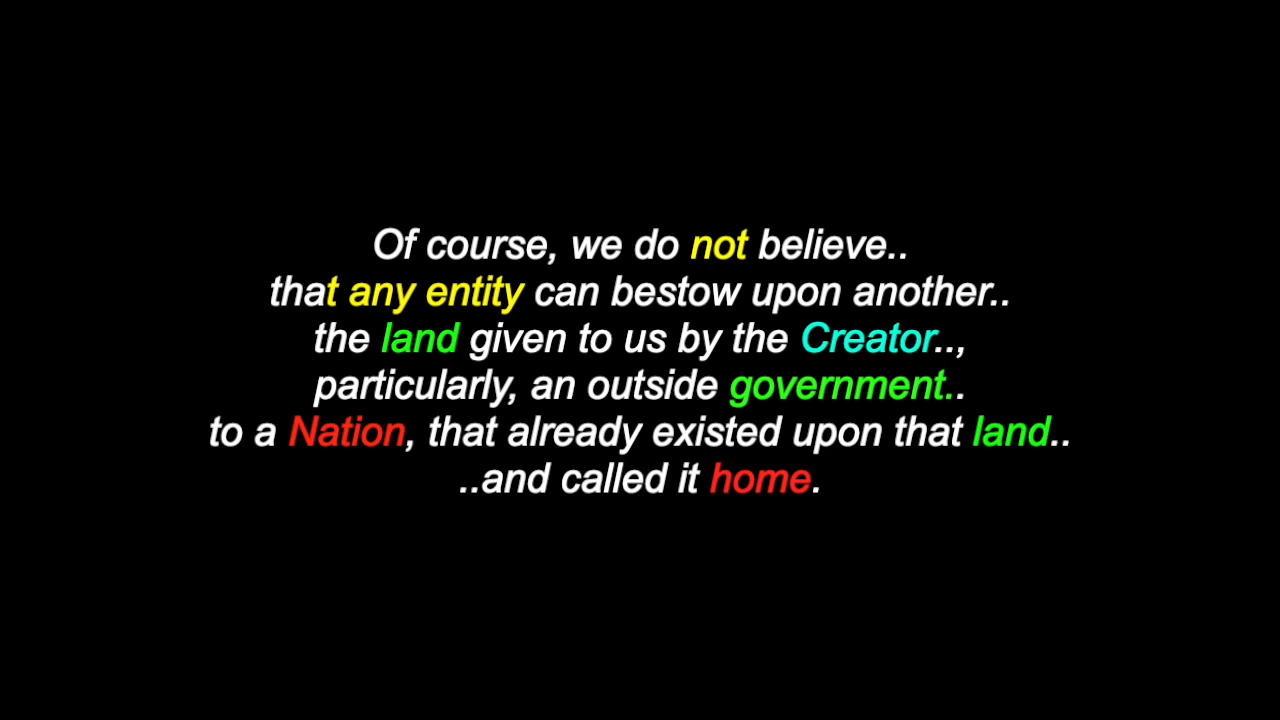 Of course, we do not believe..
that any entity can bestow upon another..
the land given to us by the Creator..,
particularly, an outside government..
to a Nation, that already existed upon that land..
..and called it home.